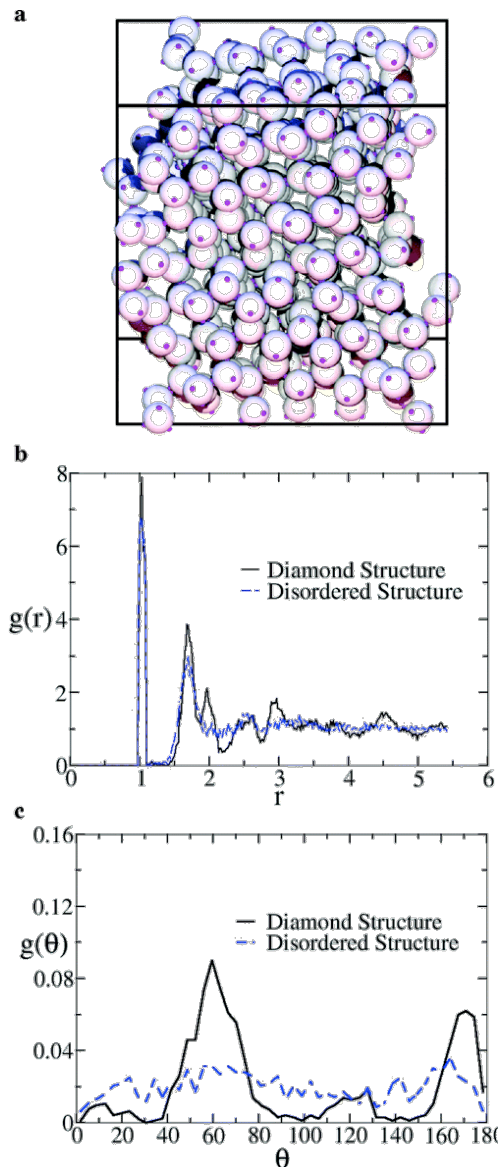 a
b
8
6
4
2
0
g(r)
Diamond Structure
Disordered Structure
0 1 2 3 4 5 6
r
c
0.16
0.12
0.08
0.04
0
g(θ)
Diamond Structure
Disordered Structure
0 20 40 60 80 100 120 140 160 180
θ